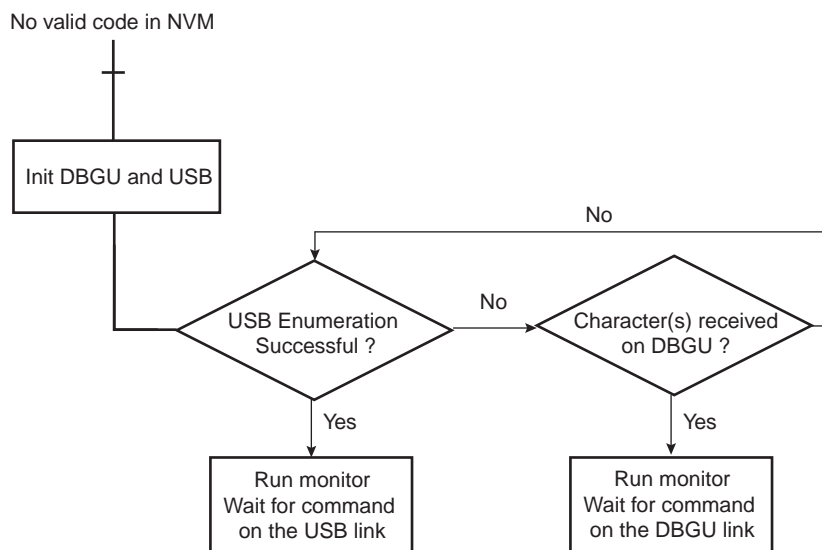 No valid code in NVM
Init DBGU and USB
No
USB Enumeration
Successful ?
No
Character(s) received
on DBGU ?
Yes
Yes
Run monitor
Wait for command
on the USB link
Run monitor
Wait for command
on the DBGU link